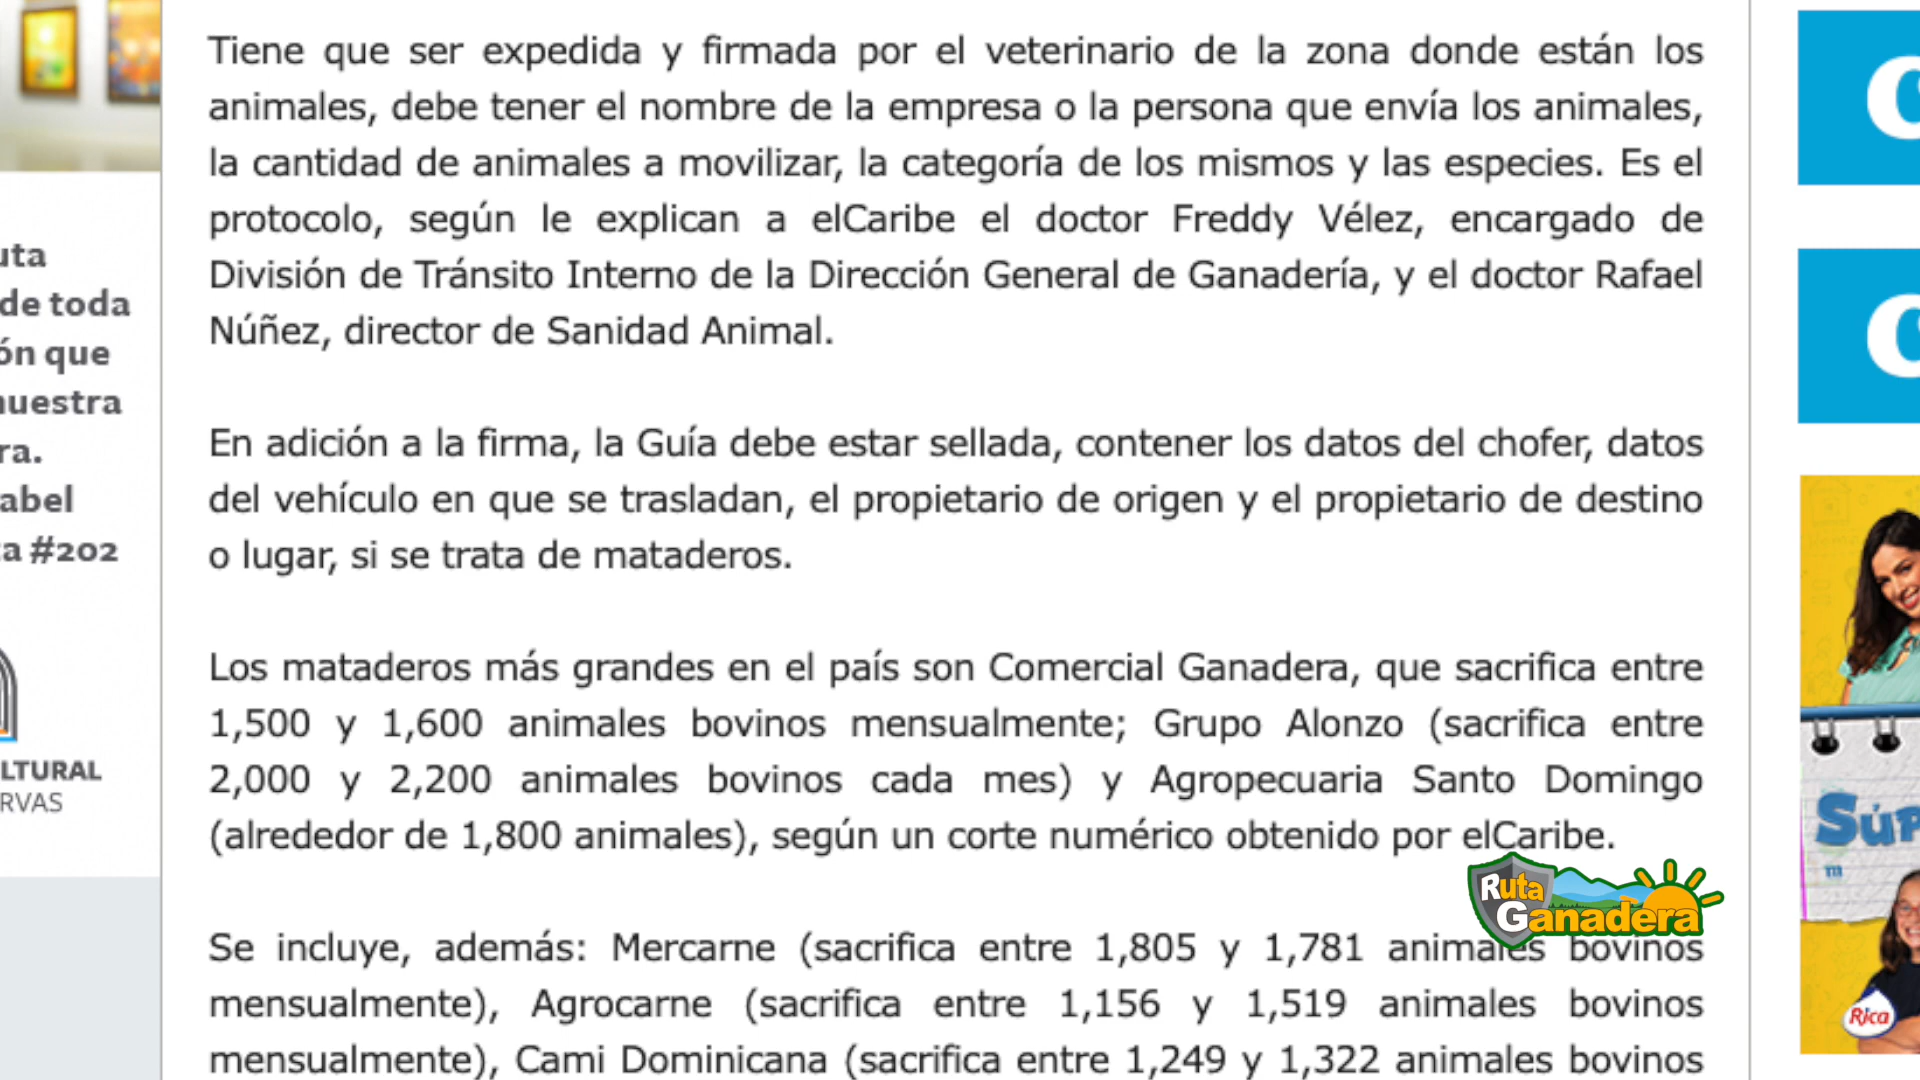 Tiene que ser expedida y firmada por el veterinario de la zona donde están los
animales, debe tener el nombre de la empresa o la persona que envía los animales,
la cantidad de animales a movilizar, la categoría de los mismos y las especies. Es el
protocolo, según le explican a elCaribe el doctor Freddy Vélez, encargado de
División de Tránsito Interno de la Dirección General de Ganadería, y el doctor Rafael
Núñez, director de Sanidad Animal.
En adición a la firma, la Guía debe estar sellada, contener los datos del chofer, datos
del vehículo en que se trasladan, el propietario de origen y el propietario de destino
o lugar, si se trata de mataderos.
Los mataderos más grandes en el país son Comercial Ganadera, que sacrifica entre
1,500 y 1,600 animales bovinos mensualmente; Grupo Alonzo (sacrifica entre
2,000 y 2,200 animales bovinos cada mes) y Agropecuaria Santo Domingo
(alrededor de 1,800 animales), según un corte numérico obtenido por elCaribe.
Se incluye, además: Mercarne (sacrifica entre 1,805 y 1,781 animales bovinos
mensualmente), Agrocarne (sacrifica entre 1,156 y 1,519 animales bovinos
mensualmente), Cami Dominicana (sacrifica entre 1,249 y 1,322 animales bovinos
uta
de toda
ón que
nuestra
ra.
abel
ta #202
LTURAL
RVAS
Ruta
Ganadera
SÚP
Rica